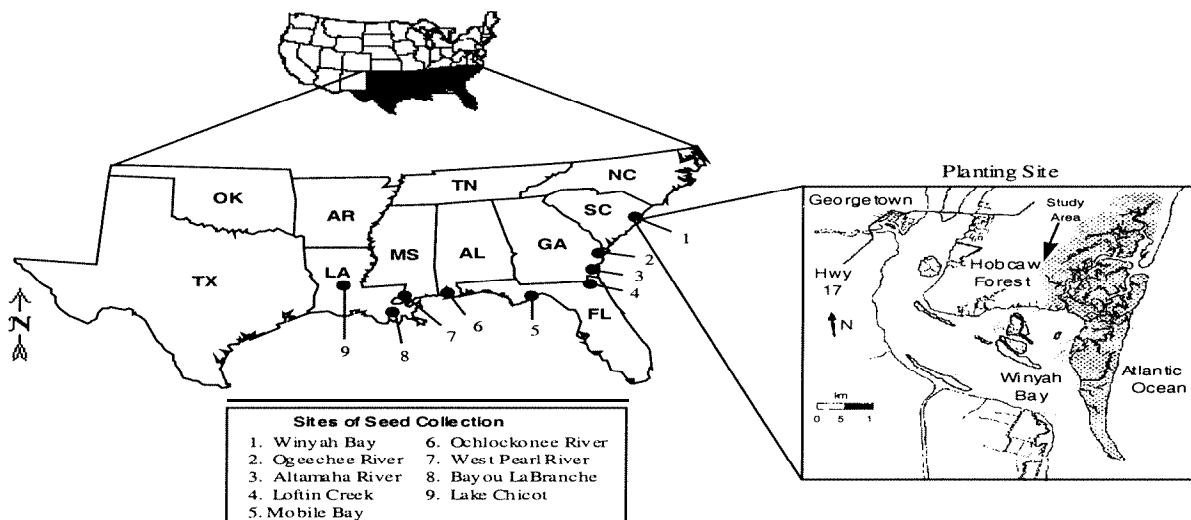 OK
AR
TN
NC
SC
TX
LA
MS
AL
GA
FL
N
1
2
3
4
5
6
7
8
9
Sites of Seed Collection
1. Winyah Bay
2. Ogeechee River
3. Altamaha River
4. Loftin Creek
5. Mobile Bay
6. Ochlockonee River
7. West Pearl River
8. Bayou LaBranche
9. Lake Chicot
Planting Site
Georgetown
Study
Area
Hobcaw
Forest
Hwy
17
N
Winyah
Bay
Atlantic
Ocean
km
0 5 1